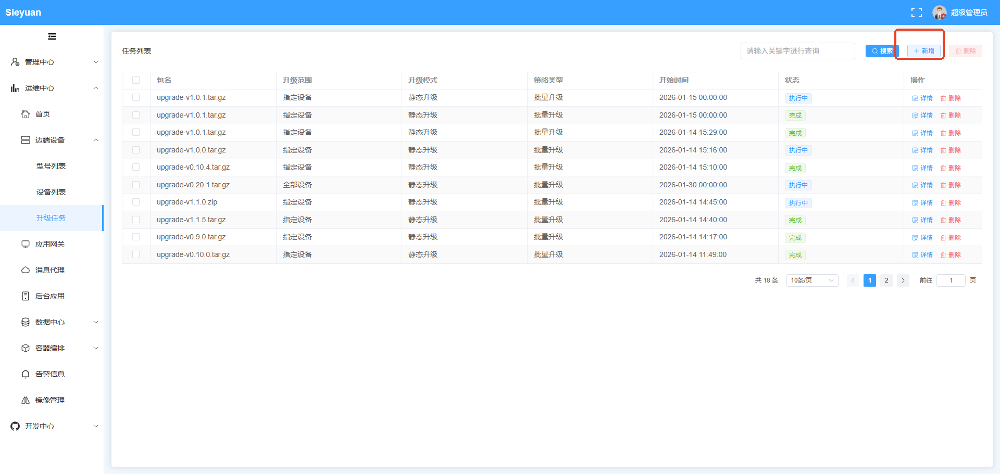 Sieyuan
超级管理员
管理中心
运维中心
首页
边端设备
型号列表
设备列表
升级任务
应用网关
消息代理
后台应用
数据中心
容器编排
告警信息
镜像管理
开发中心
任务列表
请输入关键字进行查询
搜索
新增
删除
包名 升级范围 升级模式 策略类型 开始时间 状态 操作
upgrade-v1.0.1.tar.gz 指定设备 静态升级 批量升级 2026-01-15 00:00:00 执行中 详情 删除
upgrade-v1.0.1.tar.gz 指定设备 静态升级 批量升级 2026-01-15 00:00:00 完成 详情 删除
upgrade-v1.0.1.tar.gz 指定设备 静态升级 批量升级 2026-01-14 15:29:00 完成 详情 删除
upgrade-v1.0.0.tar.gz 指定设备 静态升级 批量升级 2026-01-14 15:16:00 执行中 详情 删除
upgrade-v0.10.4.tar.gz 指定设备 静态升级 批量升级 2026-01-14 15:10:00 完成 详情 删除
upgrade-v0.20.1.tar.gz 全部设备 静态升级 批量升级 2026-01-30 00:00:00 执行中 详情 删除
upgrade-v1.1.0.zip 指定设备 静态升级 批量升级 2026-01-14 14:45:00 执行中 详情 删除
upgrade-v1.1.5.tar.gz 指定设备 静态升级 批量升级 2026-01-14 14:40:00 完成 详情 删除
upgrade-v0.9.0.tar.gz 指定设备 静态升级 批量升级 2026-01-14 14:17:00 完成 详情 删除
upgrade-v0.10.0.tar.gz 指定设备 静态升级 批量升级 2026-01-14 11:49:00 完成 详情 删除
共 18 条 10条/页 1 2 前往 1 页